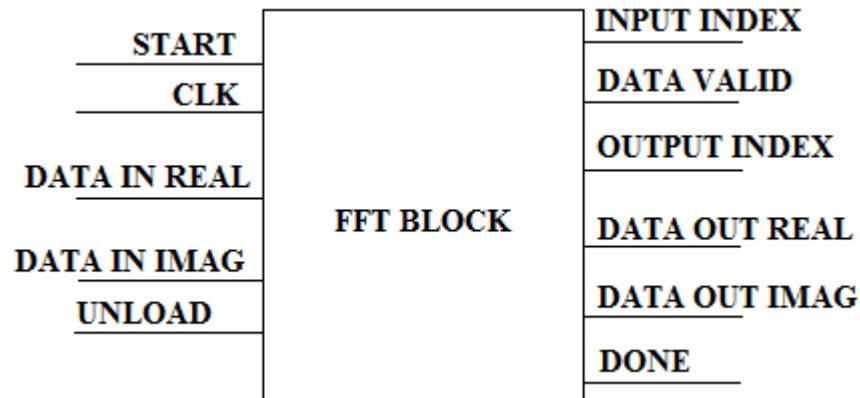 START
CLK
DATA IN REAL
DATA IN IMAG
UNLOAD
FFT BLOCK
INPUT INDEX
DATA VALID
OUTPUT INDEX
DATA OUT REAL
DATA OUT IMAG
DONE